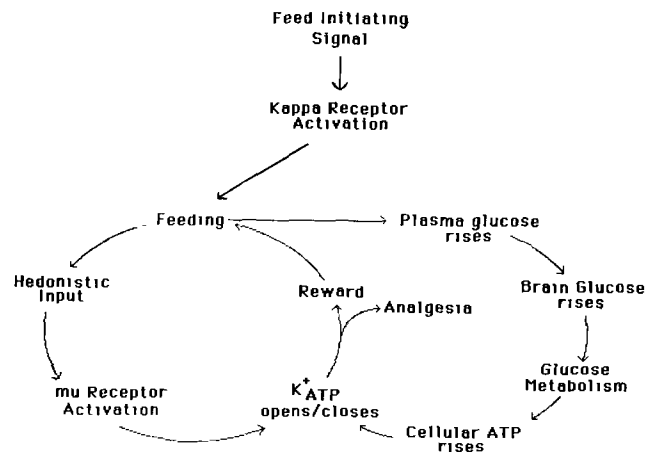 Feed Initiating
Signal
Kappa Receptor
Activation
Feeding
Plasma glucose
rises
Hedonistic
Input
Reward
Analgesia
Brain Glucose
rises
mu Receptor
Activation
K+
ATP
opens/closes
Glucose
Metabolism
Cellular ATP
rises